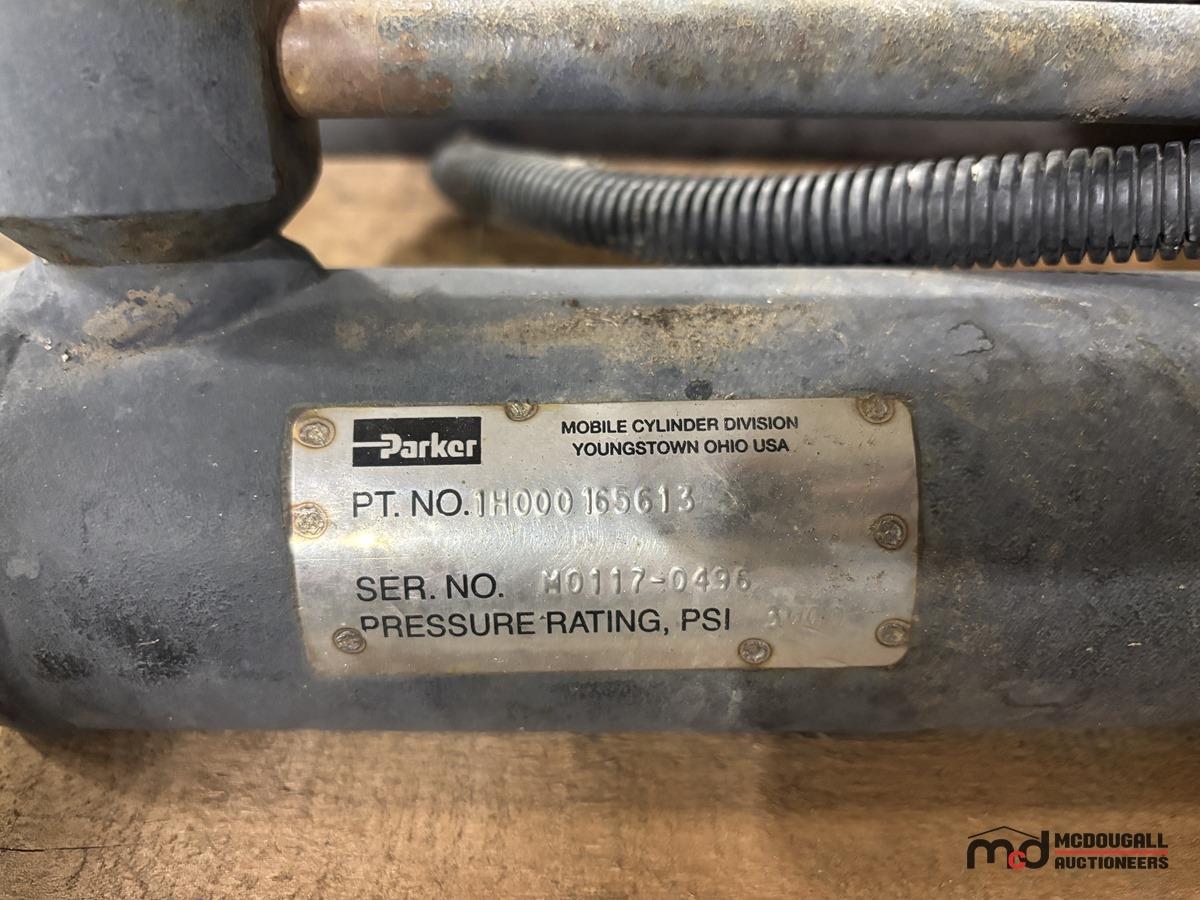 Parker
MOBILE CYLINDER DIVISION
YOUNGSTOWN OHIO USA
PT. NO. 1H000165613
SER. NO. M0117-0496
PRESSURE RATING, PSI
mcd MCDOUGALL
AUCTIONEERS